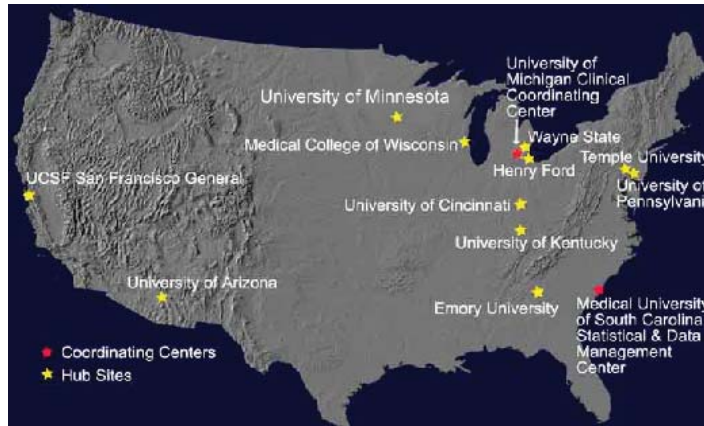 University of
Michigan Clinical
Coordinating
Center
University of Minnesota
Wayne State
Medical College of Wisconsin
Temple University
Henry Ford
UCSF San Francisco General
University of
Pennsylvani
University of Cincinnati
University of Kentucky
University of Arizona
Emory University
Medical University
of South Carolina
Statistical & Data
Management
Center
Coordinating Centers
Hub Sites